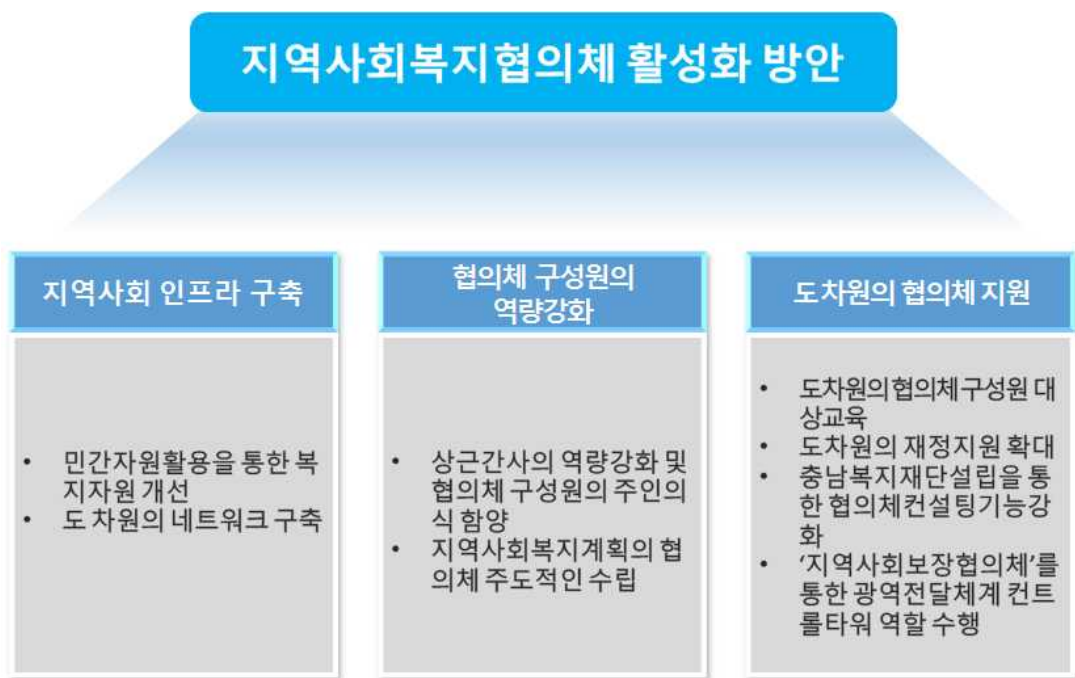 지역사회복지협의체 활성화 방안
지역사회 인프라 구축
• 민간자원활용을 통한 복
지자원 개선
• 도 차원의 네트워크 구축
협의체 구성원의
역량강화
• 상근간사의 역량강화 및
협의체 구성원의 주인의
식 함양
• 지역사회복지계획의 협
의체 주도적인 수립
도차원의 협의체 지원
• 도차원의 협의체 구성원 대
상교육
• 도차원의 재정지원 확대
• 충남복지재단설립을 통
한 협의체컨설팅기능강
화
• ‘지역사회보장협의체’를
통한 광역전달체계 컨트
롤타워 역할 수행